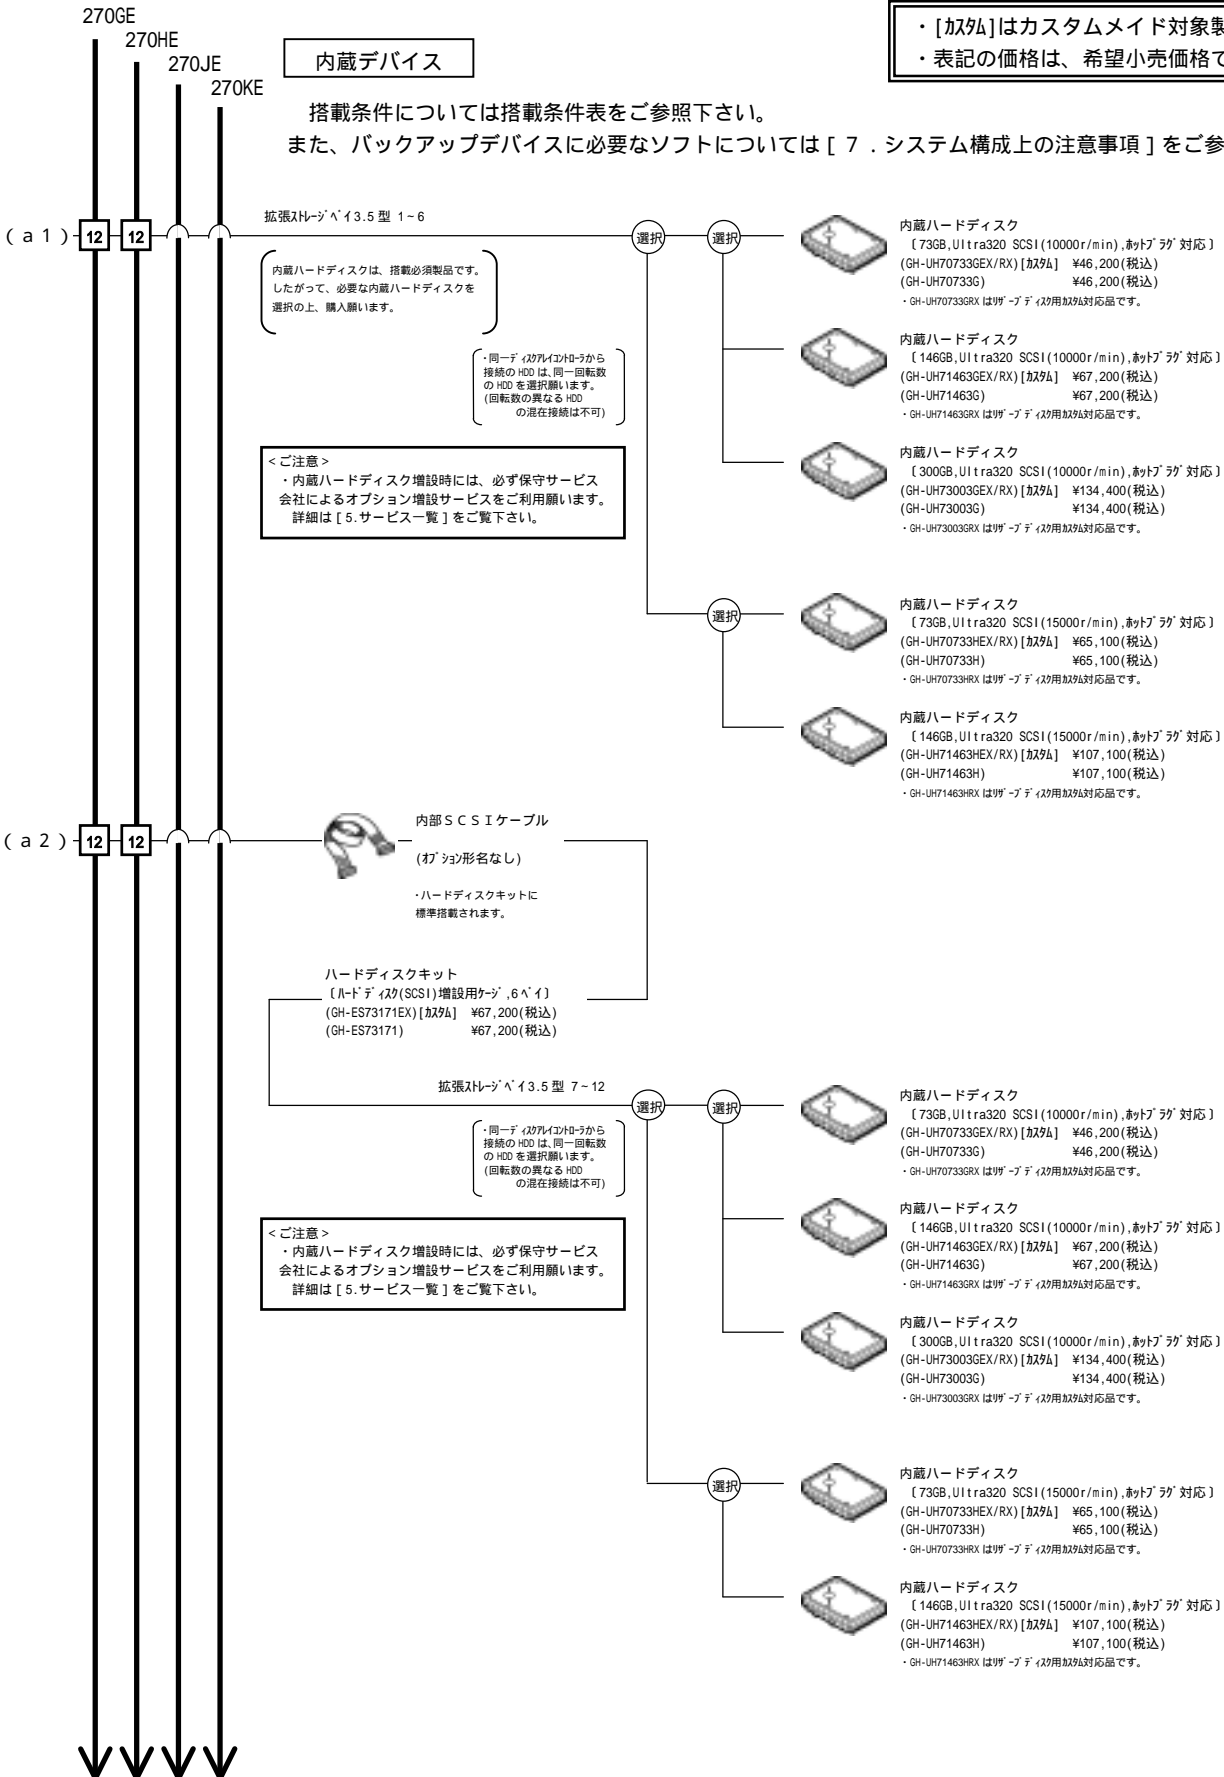 270GE
270HE
270JE
270KE
内蔵デバイス
・[ｶｽﾀﾑ]はカスタムメイド対象製
・表記の価格は、希望小売価格で
搭載条件については搭載条件表をご参照下さい。
また、バックアップデバイスに必要なソフトについては [ 7 ．システム構成上の注意事項 ] をご参
(a1)
12
12
拡張ｽﾄﾚｰｼﾞﾍﾞｲ3.5型 1~6
内蔵ハードディスクは、搭載必須製品です。
したがって、必要な内蔵ハードディスクを
選択の上、購入願います。
・同一ﾃﾞｨｽｸｱﾚｲｺﾝﾄﾛｰﾗから
接続の HDD は、同一回転数
の HDD を選択願います。
(回転数の異なる HDD
の混在接続は不可)
<ご注意>
・内蔵ハードディスク増設時には、必ず保守サービス
会社によるオプション増設サービスをご利用願います。
詳細は [ 5.サービス一覧 ] をご覧下さい。
選択
選択
内蔵ハードディスク
〔73GB,Ultra320 SCSI(10000r/min),ﾎｯﾄﾌﾟﾗｸﾞ対応〕
(GH-UH70733GEX/RX)[ｶｽﾀﾑ] ¥46,200(税込)
(GH-UH70733G) ¥46,200(税込)
・GH-UH70733GRX はﾘｻﾞｰﾌﾞﾃﾞｨｽｸ用ｶｽﾀﾑ対応品です。
内蔵ハードディスク
〔146GB,Ultra320 SCSI(10000r/min),ﾎｯﾄﾌﾟﾗｸﾞ対応〕
(GH-UH71463GEX/RX)[ｶｽﾀﾑ] ¥67,200(税込)
(GH-UH71463G) ¥67,200(税込)
・GH-UH71463GRX はﾘｻﾞｰﾌﾞﾃﾞｨｽｸ用ｶｽﾀﾑ対応品です。
内蔵ハードディスク
〔300GB,Ultra320 SCSI(10000r/min),ﾎｯﾄﾌﾟﾗｸﾞ対応〕
(GH-UH73003GEX/RX)[ｶｽﾀﾑ] ¥134,400(税込)
(GH-UH73003G) ¥134,400(税込)
・GH-UH73003GRX はﾘｻﾞｰﾌﾞﾃﾞｨｽｸ用ｶｽﾀﾑ対応品です。
選択
内蔵ハードディスク
〔73GB,Ultra320 SCSI(15000r/min),ﾎｯﾄﾌﾟﾗｸﾞ対応〕
(GH-UH70733HEX/RX)[ｶｽﾀﾑ] ¥65,100(税込)
(GH-UH70733H) ¥65,100(税込)
・GH-UH70733HRX はﾘｻﾞｰﾌﾞﾃﾞｨｽｸ用ｶｽﾀﾑ対応品です。
内蔵ハードディスク
〔146GB,Ultra320 SCSI(15000r/min),ﾎｯﾄﾌﾟﾗｸﾞ対応〕
(GH-UH71463HEX/RX)[ｶｽﾀﾑ] ¥107,100(税込)
(GH-UH71463H) ¥107,100(税込)
・GH-UH71463HRX はﾘｻﾞｰﾌﾞﾃﾞｨｽｸ用ｶｽﾀﾑ対応品です。
(a2)
12
12
内部ＳＣＳＩケーブル
(ｵﾌﾟｼｮﾝ形名なし)
・ハードディスクキットに
標準搭載されます。
ハードディスクキット
〔ﾊｰﾄﾞﾃﾞｨｽｸ(SCSI)増設用ｹｰｼﾞ,6ﾍﾞｲ〕
(GH-ES73171EX)[ｶｽﾀﾑ] ¥67,200(税込)
(GH-ES73171) ¥67,200(税込)
拡張ｽﾄﾚｰｼﾞﾍﾞｲ3.5型 7~12
・同一ﾃﾞｨｽｸｱﾚｲｺﾝﾄﾛｰﾗから
接続の HDD は、同一回転数
の HDD を選択願います。
(回転数の異なる HDD
の混在接続は不可)
<ご注意>
・内蔵ハードディスク増設時には、必ず保守サービス
会社によるオプション増設サービスをご利用願います。
詳細は [ 5.サービス一覧 ] をご覧下さい。
選択
選択
内蔵ハードディスク
〔73GB,Ultra320 SCSI(10000r/min),ﾎｯﾄﾌﾟﾗｸﾞ対応〕
(GH-UH70733GEX/RX)[ｶｽﾀﾑ] ¥46,200(税込)
(GH-UH70733G) ¥46,200(税込)
・GH-UH70733GRX はﾘｻﾞｰﾌﾞﾃﾞｨｽｸ用ｶｽﾀﾑ対応品です。
内蔵ハードディスク
〔146GB,Ultra320 SCSI(10000r/min),ﾎｯﾄﾌﾟﾗｸﾞ対応〕
(GH-UH71463GEX/RX)[ｶｽﾀﾑ] ¥67,200(税込)
(GH-UH71463G) ¥67,200(税込)
・GH-UH71463GRX はﾘｻﾞｰﾌﾞﾃﾞｨｽｸ用ｶｽﾀﾑ対応品です。
内蔵ハードディスク
〔300GB,Ultra320 SCSI(10000r/min),ﾎｯﾄﾌﾟﾗｸﾞ対応〕
(GH-UH73003GEX/RX)[ｶｽﾀﾑ] ¥134,400(税込)
(GH-UH73003G) ¥134,400(税込)
・GH-UH73003GRX はﾘｻﾞｰﾌﾞﾃﾞｨｽｸ用ｶｽﾀﾑ対応品です。
選択
内蔵ハードディスク
〔73GB,Ultra320 SCSI(15000r/min),ﾎｯﾄﾌﾟﾗｸﾞ対応〕
(GH-UH70733HEX/RX)[ｶｽﾀﾑ] ¥65,100(税込)
(GH-UH70733H) ¥65,100(税込)
・GH-UH70733HRX はﾘｻﾞｰﾌﾞﾃﾞｨｽｸ用ｶｽﾀﾑ対応品です。
内蔵ハードディスク
〔146GB,Ultra320 SCSI(15000r/min),ﾎｯﾄﾌﾟﾗｸﾞ対応〕
(GH-UH71463HEX/RX)[ｶｽﾀﾑ] ¥107,100(税込)
(GH-UH71463H) ¥107,100(税込)
・GH-UH71463HRX はﾘｻﾞｰﾌﾞﾃﾞｨｽｸ用ｶｽﾀﾑ対応品です。